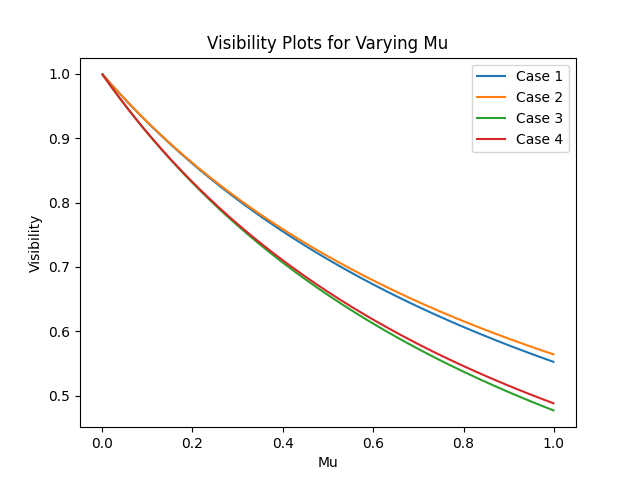 Visibility Plots for Varying Mu
Case 1
Case 2
Case 3
Case 4
Visibility
1.0
0.9
0.8
0.7
0.6
0.5
0.0 0.2 0.4 0.6 0.8 1.0
Mu